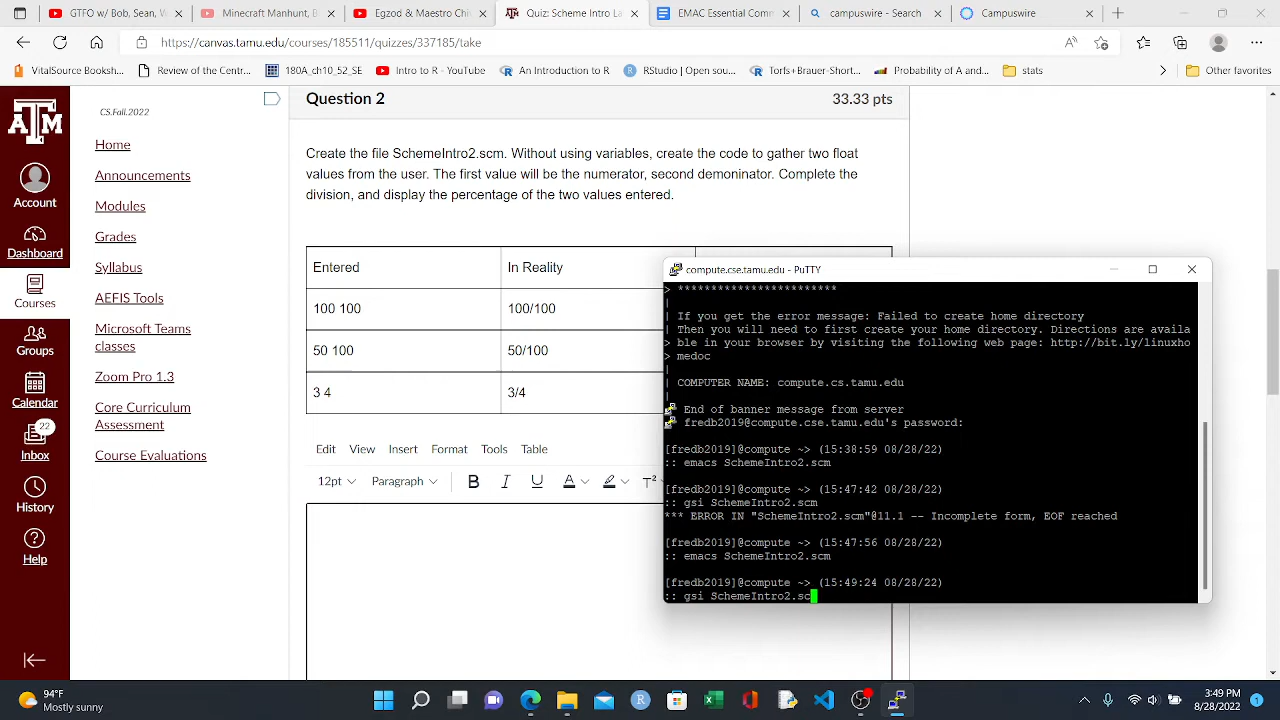 GTFO w/ Bob, Sean, W
Minecraft Manhunt, B
Egzed & Maestro Chi
Quiz: Scheme Intro La
EMAC Essentials
campuswire - Search
Campuswire
https://canvas.tamu.edu/courses/185511/quizzes/337185/take
VitalSource Booksh...
Review of the Centr...
180A_ch10_52_SE
Intro to R - YouTube
An Introduction to R
RStudio | Open sou...
Torfs+Brauer-Short...
Probability of A and...
stats
Other favorites
ATM
Account
Dashboard
Courses
Groups
Calendar
22
Inbox
History
Help
CS.Fall.2022
Home
Announcements
Modules
Grades
Syllabus
AEFIS Tools
Microsoft Teams
classes
Zoom Pro 1.3
Core Curriculum
Assessment
Course Evaluations
Question 2
33.33 pts
Create the file SchemeIntro2.scm. Without using variables, create the code to gather two float
values from the user. The first value will be the numerator, second demoninator. Complete the
division, and display the percentage of the two values entered.
Entered
In Reality
100 100
100/100
50 100
50/100
3 4
3/4
Edit View Insert Format Tools Table
12pt Paragraph B I U A T²
compute.cse.tamu.edu - PuTTY
> ************************
|
| If you get the error message: Failed to create home directory
| Then you will need to first create your home directory. Directions are availa
> ble in your browser by visiting the following web page: http://bit.ly/linuxho
> medoc
|
| COMPUTER NAME: compute.cs.tamu.edu
|
End of banner message from server
fredb2019@compute.cse.tamu.edu's password:
[fredb2019]@compute ~> (15:38:59 08/28/22)
:: emacs SchemeIntro2.scm
[fredb2019]@compute ~> (15:47:42 08/28/22)
:: gsi SchemeIntro2.scm
*** ERROR IN "SchemeIntro2.scm"@11.1 -- Incomplete form, EOF reached
[fredb2019]@compute ~> (15:47:56 08/28/22)
:: emacs SchemeIntro2.scm
[fredb2019]@compute ~> (15:49:24 08/28/22)
:: gsi SchemeIntro2.sc
94°F
Mostly sunny
3:49 PM
8/28/2022
1